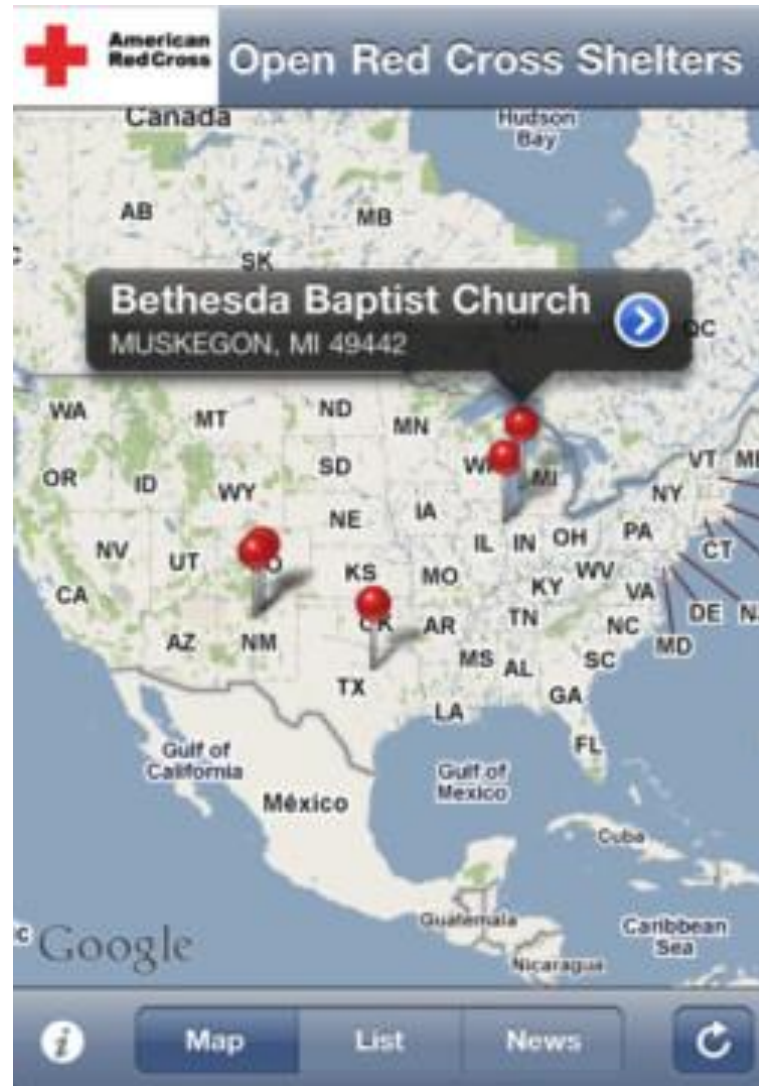 American
Red Cross
Open Red Cross Shelters
Canada
Hudson
Bay
AB
MB
SK
Bethesda Baptist Church
MUSKEGON, MI 49442
QC
WA
MT
ND
MN
OR
ID
SD
MI
VT
WY
NY
NE
IA
PA
NV
UT
IL
IN
OH
CT
CA
KS
MO
WV
KY
VA
DE
AZ
NM
AR
TN
NC
MD
TX
MS
AL
SC
LA
GA
FL
Gulf of
California
Gulf of
Mexico
México
Cuba
Guatemala
Caribbean
Sea
Google
Nicaragua
Map
List
News